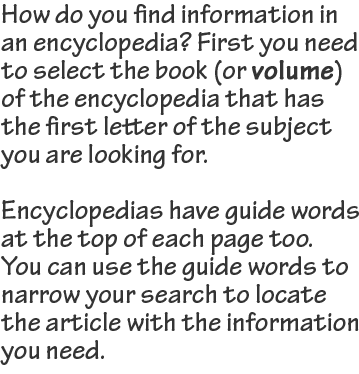 How do you find information in
an encyclopedia? First you need
to select the book (or volume)
of the encyclopedia that has
the first letter of the subject
you are looking for.

Encyclopedias have guide words
at the top of each page too.
You can use the guide words to
narrow your search to locate
the article with the information
you need.